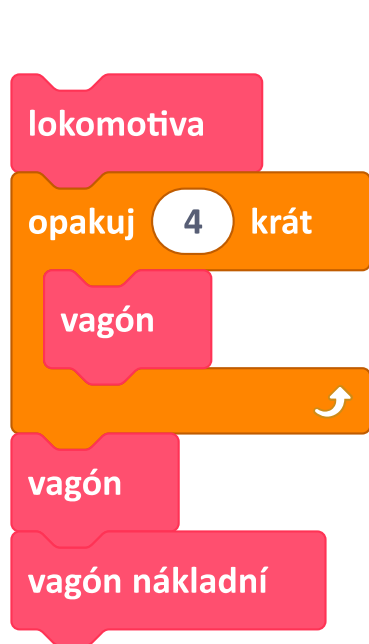 lokomotiva
opakuj 4 krát
vagón
vagón
vagón nákladní